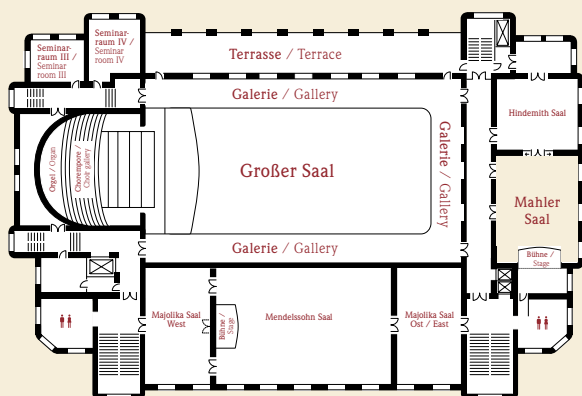 Seminar-
raum III /
Seminar
room III
Seminar-
raum IV /
Seminar
room IV
Terrasse / Terrace
Galerie / Gallery
Hindemith Saal
Orgel / Organ
Chorempore /
Choir gallery
Großer Saal
Galerie / Gallery
Mahler
Saal
Galerie / Gallery
Bühne /
Stage
Majolika Saal
West
Bühne /
Stage
Mendelssohn Saal
Majolika Saal
Ost / East